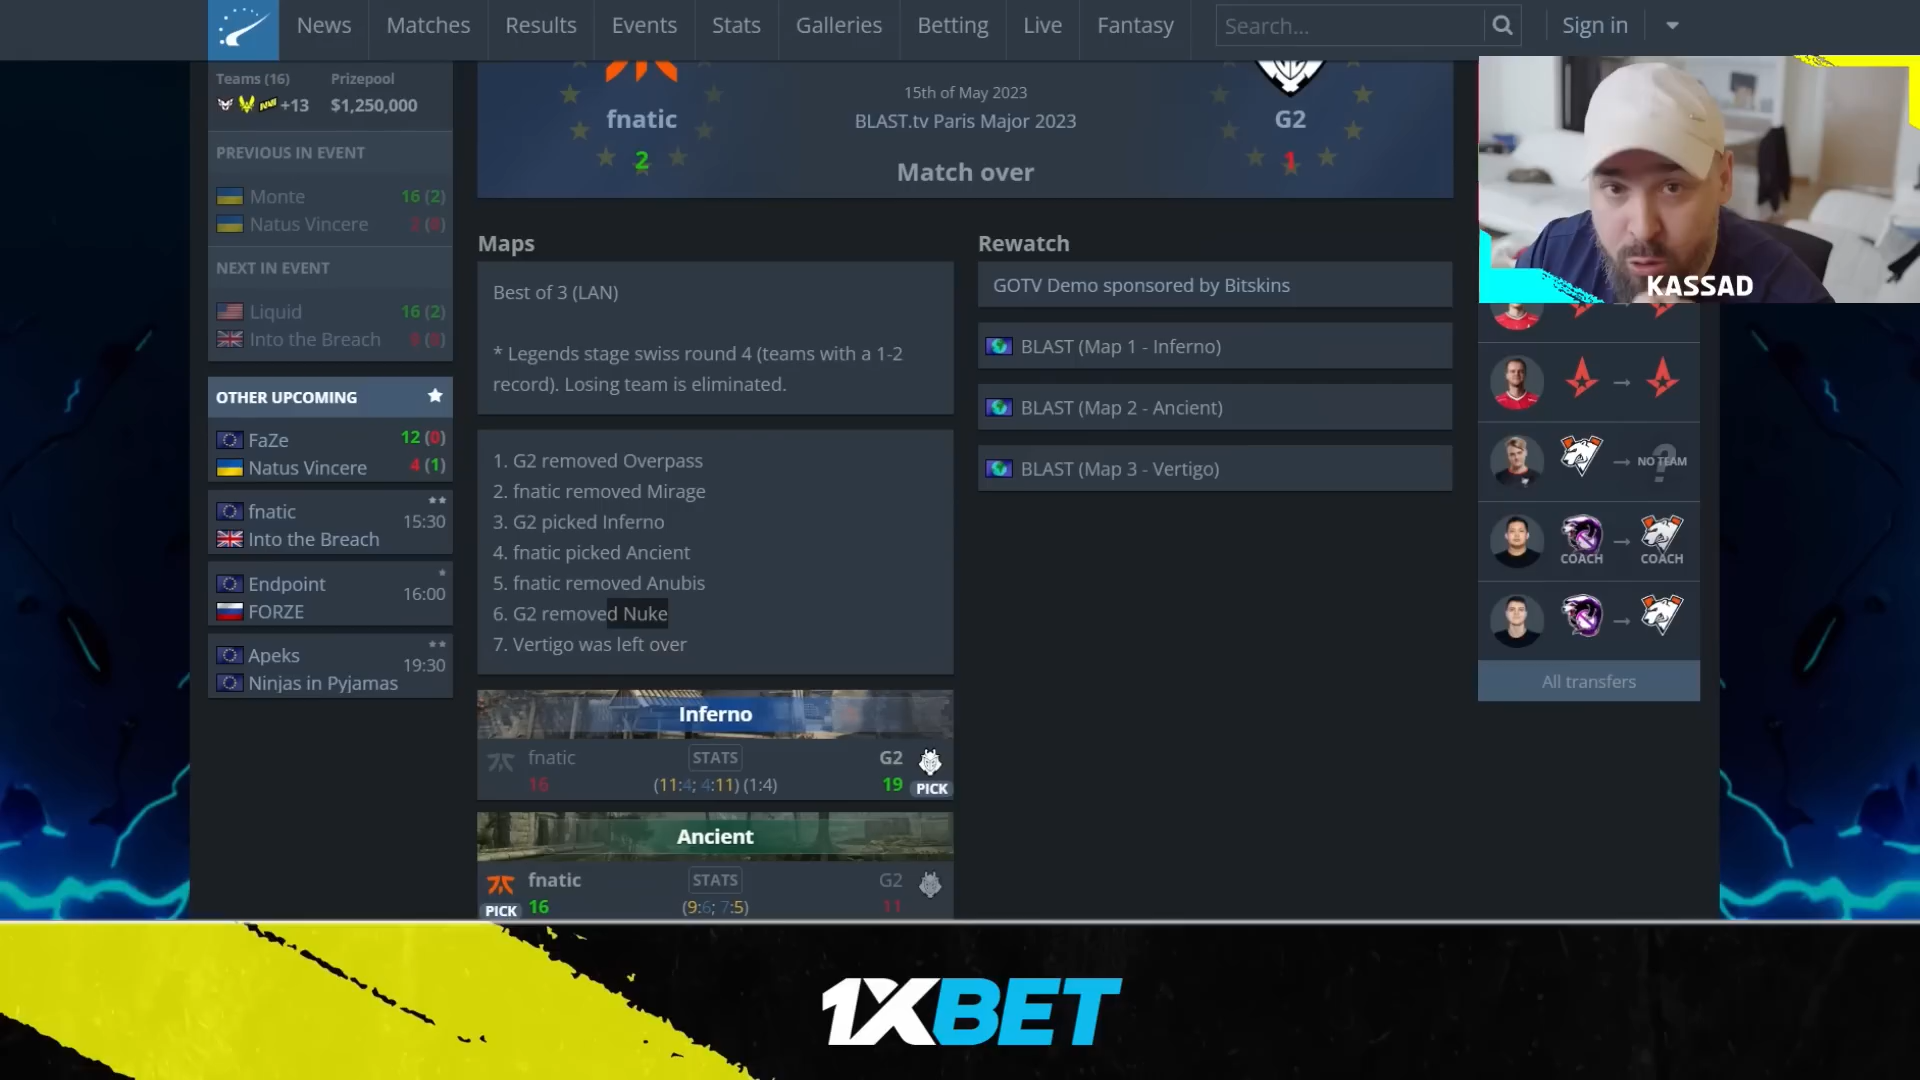 News
Matches
Results
Events
Stats
Galleries
Betting
Live
Fantasy
Search...
Sign in
Teams (16)
Prizepool
+13
$1,250,000
PREVIOUS IN EVENT
Monte
16 (2)
Natus Vincere
NEXT IN EVENT
Liquid
16 (2)
Into the Breach
OTHER UPCOMING
FaZe
12 (0)
Natus Vincere
4 (1)
fnatic
15:30
Into the Breach
Endpoint
16:00
FORZE
Apeks
19:30
Ninjas in Pyjamas
fnatic
2
15th of May 2023
BLAST.tv Paris Major 2023
Match over
G2
1
Maps
Best of 3 (LAN)
* Legends stage swiss round 4 (teams with a 1-2
record). Losing team is eliminated.
1. G2 removed Overpass
2. fnatic removed Mirage
3. G2 picked Inferno
4. fnatic picked Ancient
5. fnatic removed Anubis
6. G2 removed Nuke
7. Vertigo was left over
Inferno
fnatic
STATS
G2
16
(11:4; 4:11) (1:4)
19
PICK
Ancient
fnatic
STATS
G2
PICK
16
(9:6; 7:5)
11
Rewatch
GOTV Demo sponsored by Bitskins
BLAST (Map 1 - Inferno)
BLAST (Map 2 - Ancient)
BLAST (Map 3 - Vertigo)
KASSAD
NO TEAM
?
COACH
COACH
All transfers
1XBET